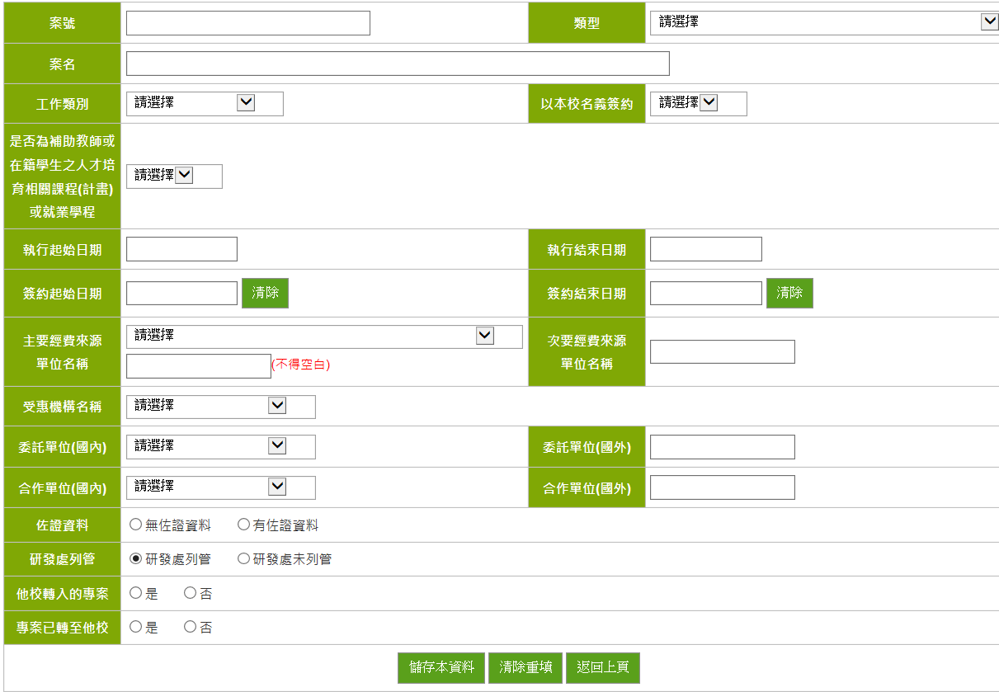 案號
類型
請選擇
案名
工作類別
請選擇
以本校名義簽約
請選擇
是否為補助教師或
在籍學生之人才培
育相關課程(計畫)
或就業學程
請選擇
執行起始日期
執行結束日期
簽約起始日期
清除
簽約結束日期
清除
主要經費來源
單位名稱
請選擇
(不得空白)
次要經費來源
單位名稱
受惠機構名稱
請選擇
委託單位(國內)
請選擇
委託單位(國外)
合作單位(國內)
請選擇
合作單位(國外)
佐證資料
無佐證資料
有佐證資料
研發處列管
研發處列管
研發處未列管
他校轉入的專案
是
否
專案已轉至他校
是
否
儲存本資料
清除重填
返回上頁